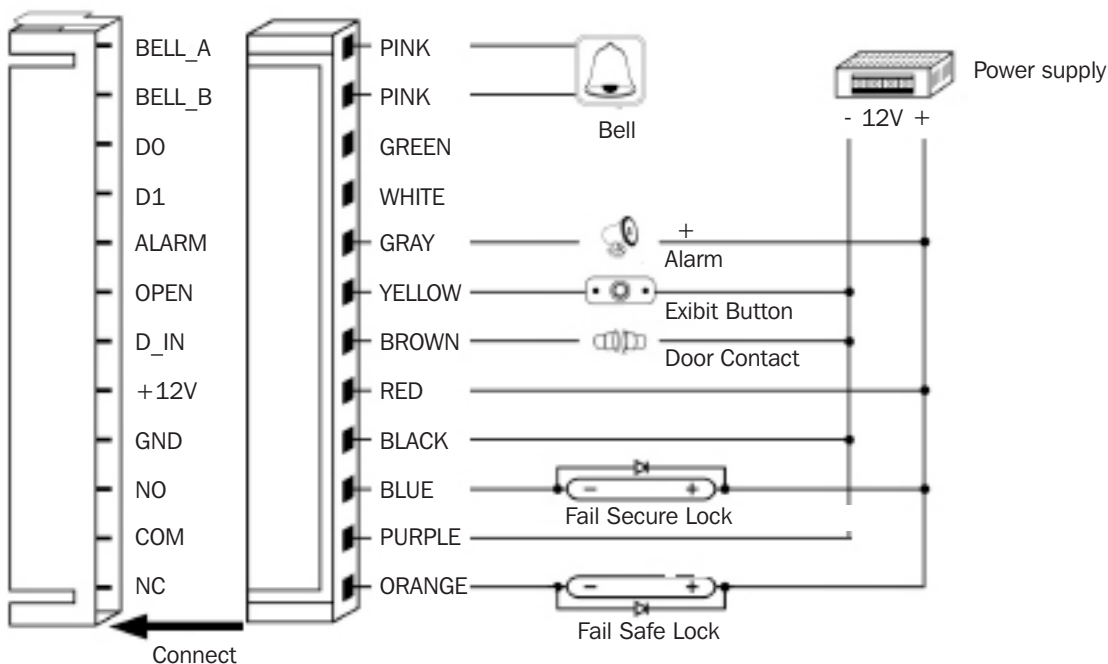 BELL_A PINK
BELL_B PINK
Bell
Power supply
- 12V +
D0 GREEN
D1 WHITE
ALARM GRAY
+
Alarm
OPEN YELLOW
Exibit Button
D_IN BROWN
Door Contact
+12V RED
GND BLACK
NO BLUE
- +
Fail Secure Lock
COM PURPLE
NC ORANGE
- +
Fail Safe Lock
Connect